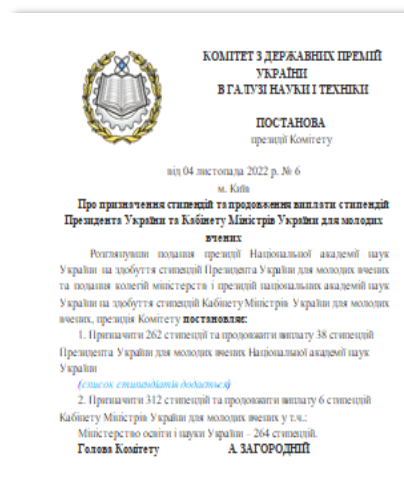 КОМІТЕТ З ДЕРЖАВНИХ ПРЕМІЙ
УКРАЇНИ
В ГАЛУЗІ НАУКИ І ТЕХНІКИ
ПОСТАНОВА
президії Комітету
від 04 листопада 2022 р. № 6
м. Київ
Про призначення стипендій та продовження виплати стипендій
Президента України та Кабінету Міністрів України для молодих
вчених
Розглянувши подання президії Національної академії наук
України на здобуття стипендій Президента України для молодих вчених
та подання колегій міністерств і президій національних академій наук
України на здобуття стипендій Кабінету Міністрів України для молодих
вчених, президія Комітету постановляє:
1. Призначити 262 стипендії та продовжити виплату 38 стипендій
Президента України для молодих вчених Національної академії наук
України
(список стипендіатів додається)
2. Призначити 312 стипендій та продовжити виплату 6 стипендій
Кабінету Міністрів України для молодих вчених у т.ч.:
Міністерство освіти і науки України – 264 стипендій.
Голова Комітету А. ЗАГОРОДНІЙ